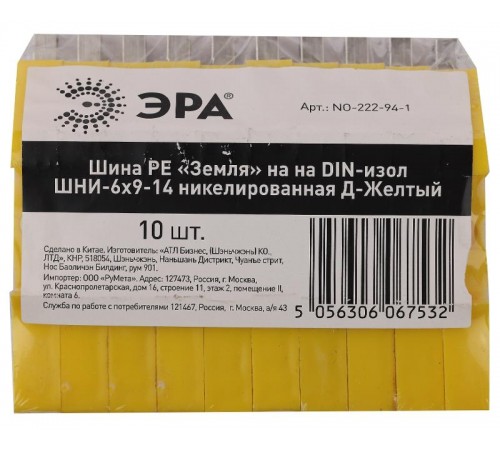 ЭРА®
Арт.: NO-222-94-1
Шина PE «Земля» на на DIN-изол
ШНИ-6х9-14 никелированная Д-Желтый
10 шт.
Сделано в Китае. Изготовитель: «АТЛ Бизнес, (Шэньчжэнь) КО.,
ЛТД», КНР, 518054, Шэньчжэнь, Наньшань Дистрикт, Чуанье стрит,
Нос Баолинэн Билдинг, рум 901.
Импортер: ООО «РуМета». Адрес: 127473, Россия, г. Москва,
ул. Краснопролетарская, дом 16, строение 11, этаж 2, помещение II,
комната 6.
Служба по работе с потребителями 121467, Россия, г. Москва, а/я 43
5 056306 067532